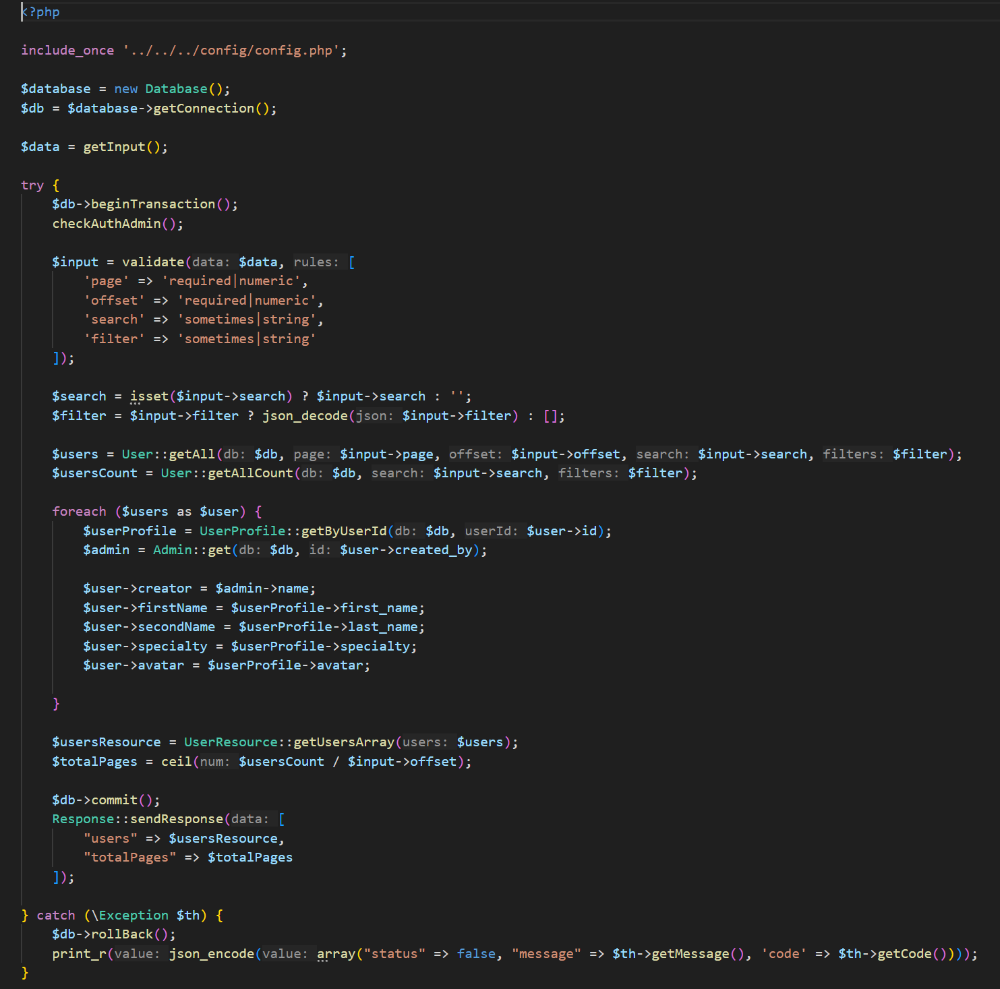 <?php
include_once '../../../config/config.php';
$database = new Database();
$db = $database->getConnection();
$data = getInput();
try {
$db->beginTransaction();
checkAuthAdmin();
$input = validate(data: $data, rules: [
'page' => 'required|numeric',
'offset' => 'required|numeric',
'search' => 'sometimes|string',
'filter' => 'sometimes|string'
]);
$search = isset($input->search) ? $input->search : '';
$filter = $input->filter ? json_decode(json: $input->filter) : [];
$users = User::getAll(db: $db, page: $input->page, offset: $input->offset, search: $input->search, filters: $filter);
$usersCount = User::getAllCount(db: $db, search: $input->search, filters: $filter);
foreach ($users as $user) {
$userProfile = UserProfile::getByUserId(db: $db, userId: $user->id);
$admin = Admin::get(db: $db, id: $user->created_by);
$user->creator = $admin->name;
$user->firstName = $userProfile->first_name;
$user->secondName = $userProfile->last_name;
$user->specialty = $userProfile->specialty;
$user->avatar = $userProfile->avatar;
}
$usersResource = UserResource::getUsersArray(users: $users);
$totalPages = ceil(num: $usersCount / $input->offset);
$db->commit();
Response::sendResponse(data: [
"users" => $usersResource,
"totalPages" => $totalPages
]);
} catch (\Exception $th) {
$db->rollBack();
print_r(value: json_encode(value: array("status" => false, "message" => $th->getMessage(), 'code' => $th->getCode())));
}